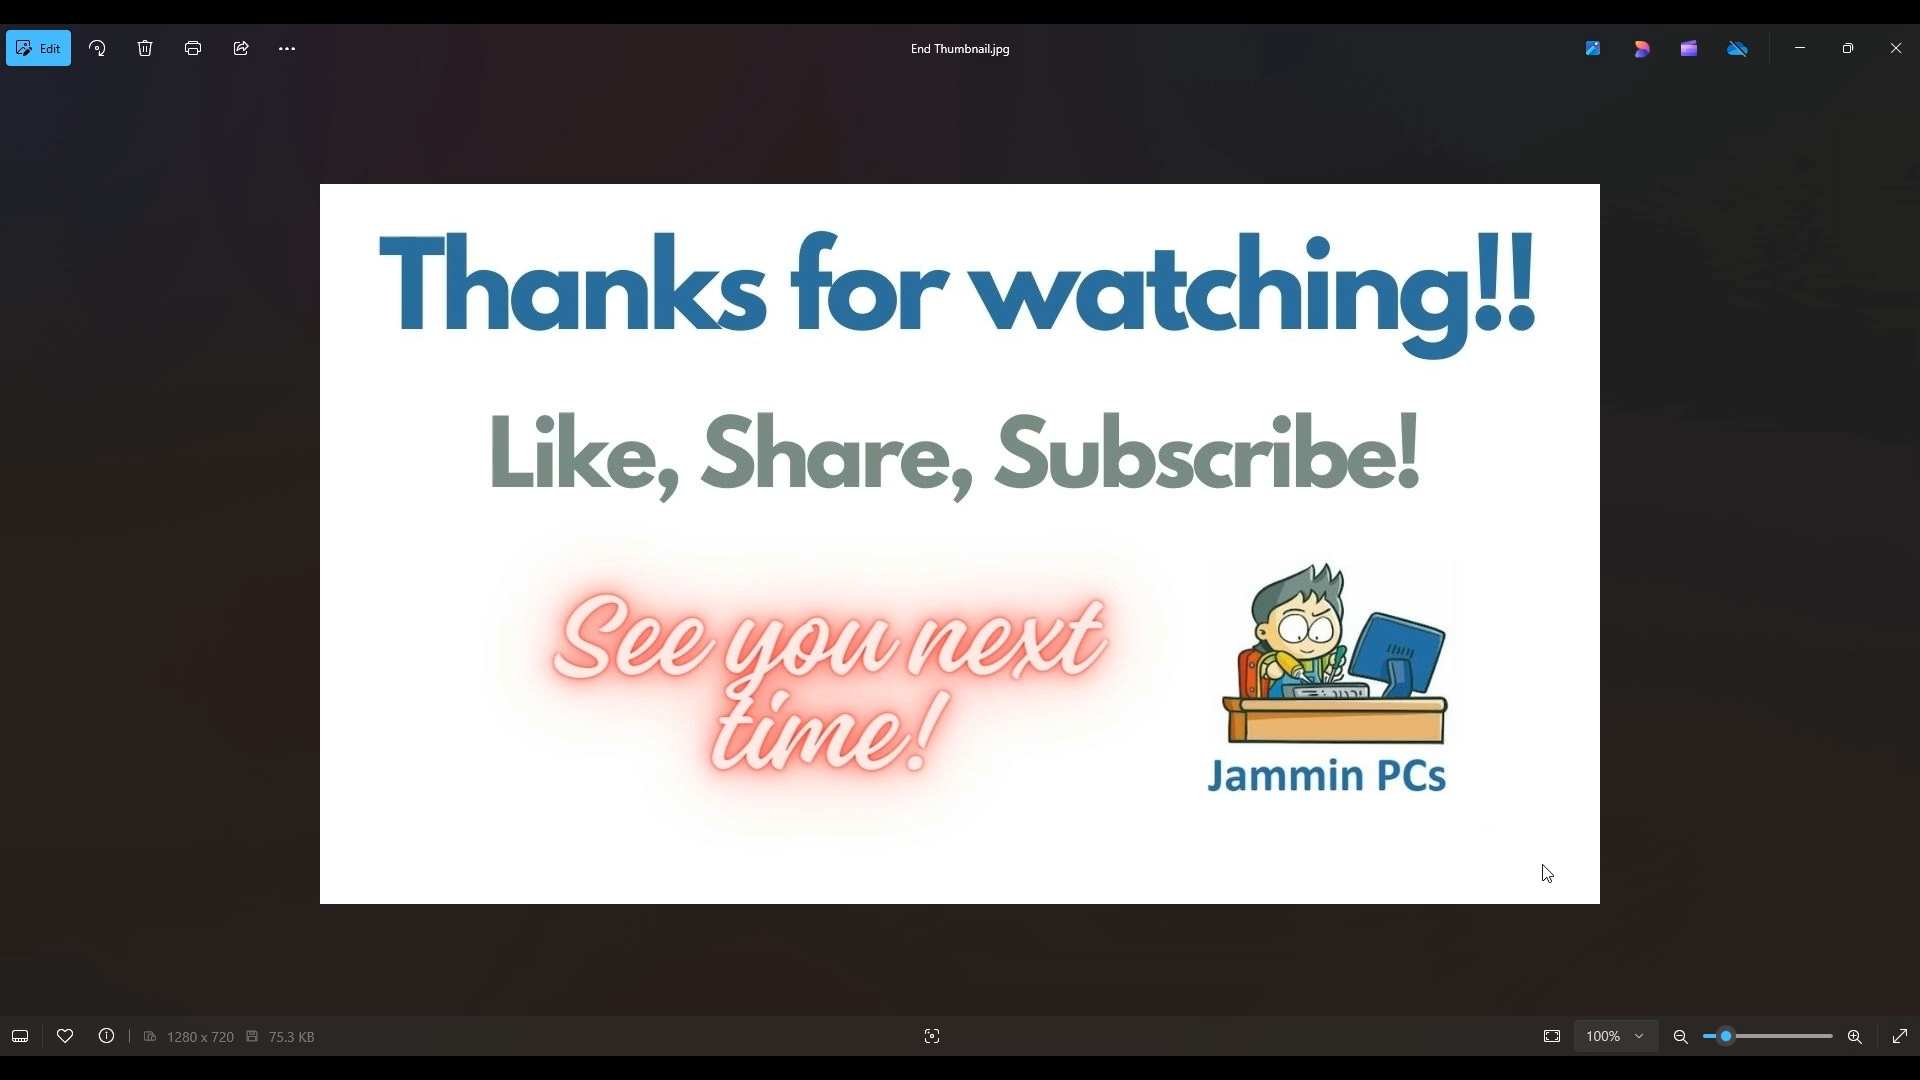 Edit
End Thumbnail.jpg
Thanks for watching!!
Like, Share, Subscribe!
See you next
time!
Jammin PCs
1280 x 720
75.3 KB
100%